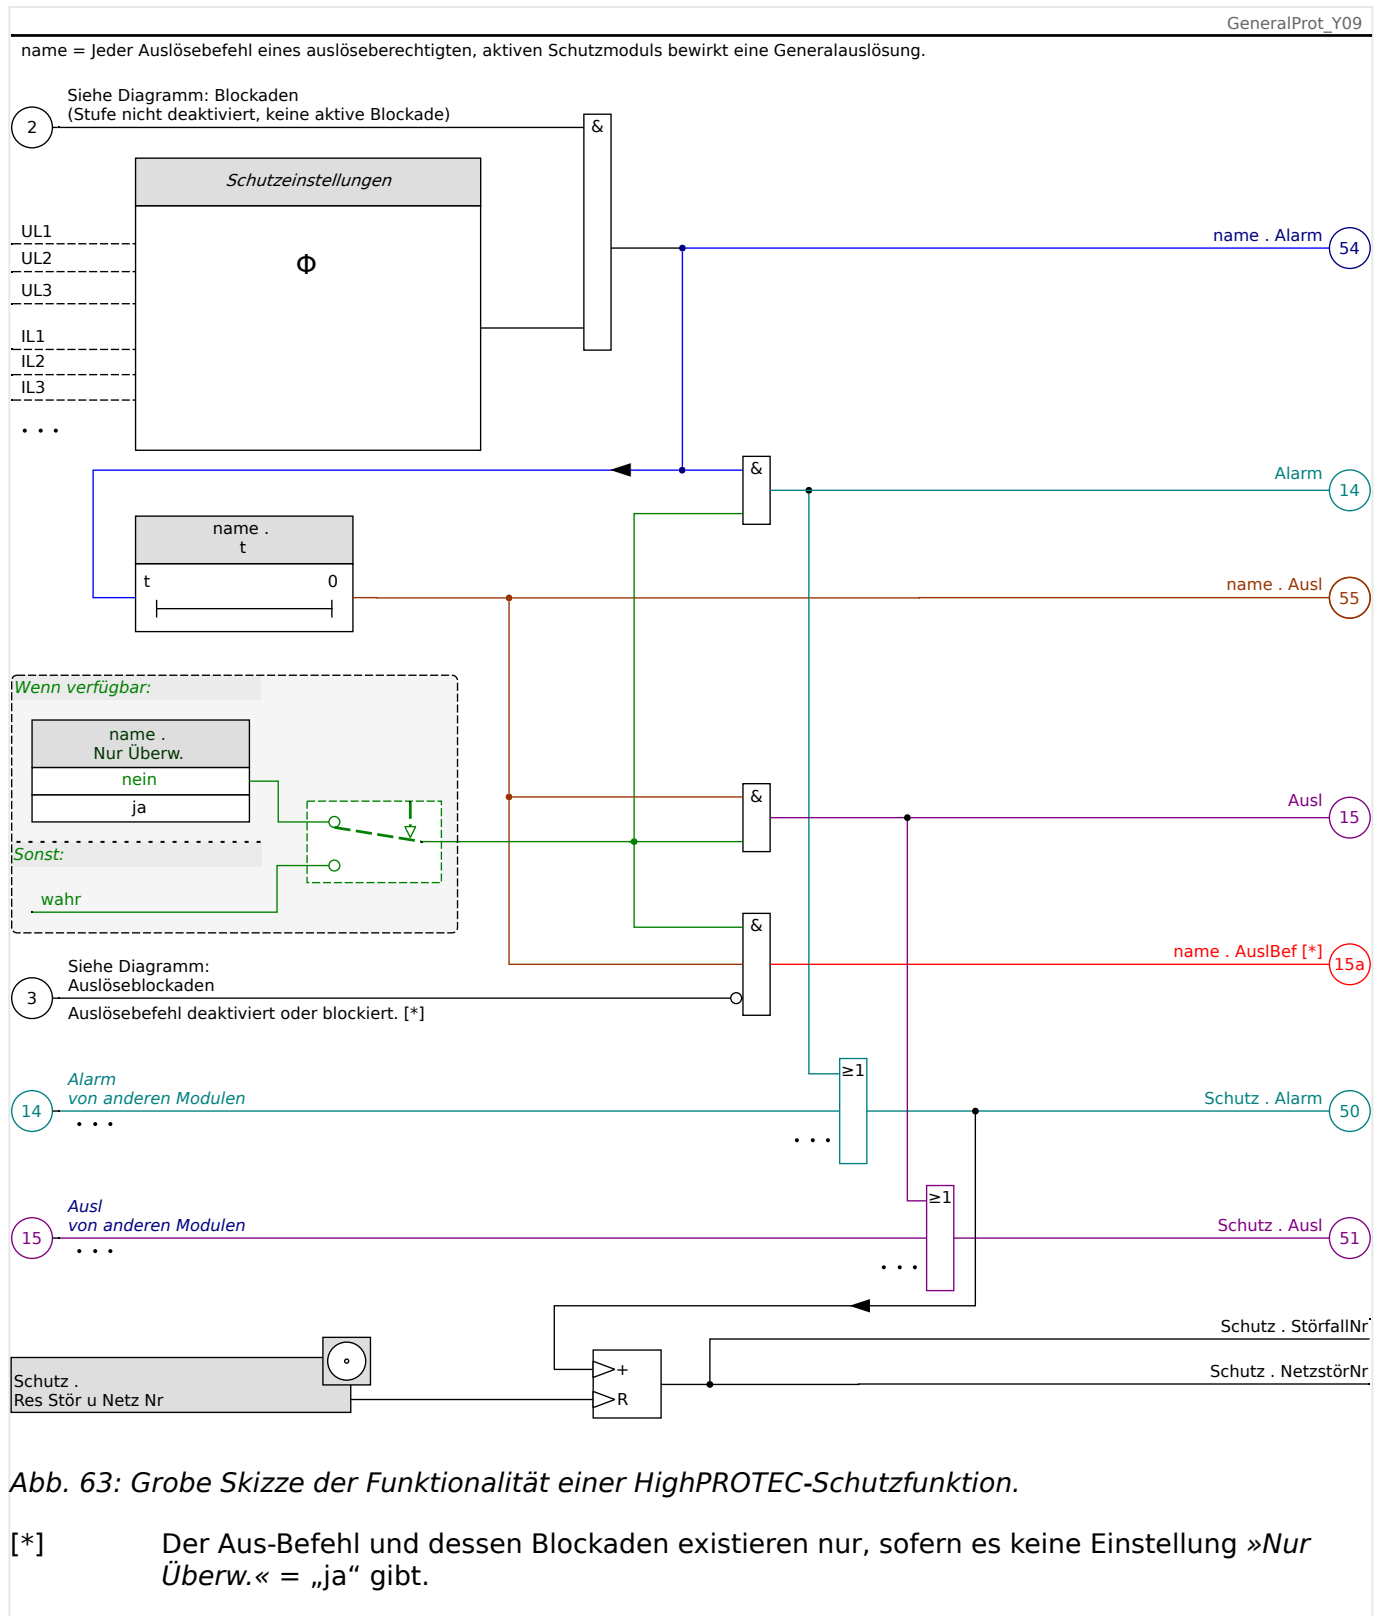 GeneralProt_Y09
name = Jeder Auslösebefehl eines auslöseberechtigten, aktiven Schutzmoduls bewirkt eine Generalauslösung.
Siehe Diagramm: Blockaden
(Stufe nicht deaktiviert, keine aktive Blockade)
2
&
Schutzeinstellungen
Φ
UL1
UL2
UL3
IL1
IL2
IL3
. . .
name . Alarm
54
&
Alarm
14
name .
t
t 0
name . Ausl
55
Wenn verfügbar:
name .
Nur Überw.
nein
ja
Sonst:
wahr
&
Ausl
15
&
name . AuslBef [*]
15a
Siehe Diagramm:
Auslöseblockaden
3
Auslösebefehl deaktiviert oder blockiert. [*]
Alarm
von anderen Modulen
14
. . .
≥1
. . .
Schutz . Alarm
50
Ausl
von anderen Modulen
15
. . .
≥1
. . .
Schutz . Ausl
51
Schutz . StörfallNr
Schutz . NetzstörNr
+
R
Schutz .
Res Stör u Netz Nr
Abb. 63: Grobe Skizze der Funktionalität einer HighPROTEC-Schutzfunktion.
[*] Der Aus-Befehl und dessen Blockaden existieren nur, sofern es keine Einstellung »Nur
Überw.« = „ja“ gibt.